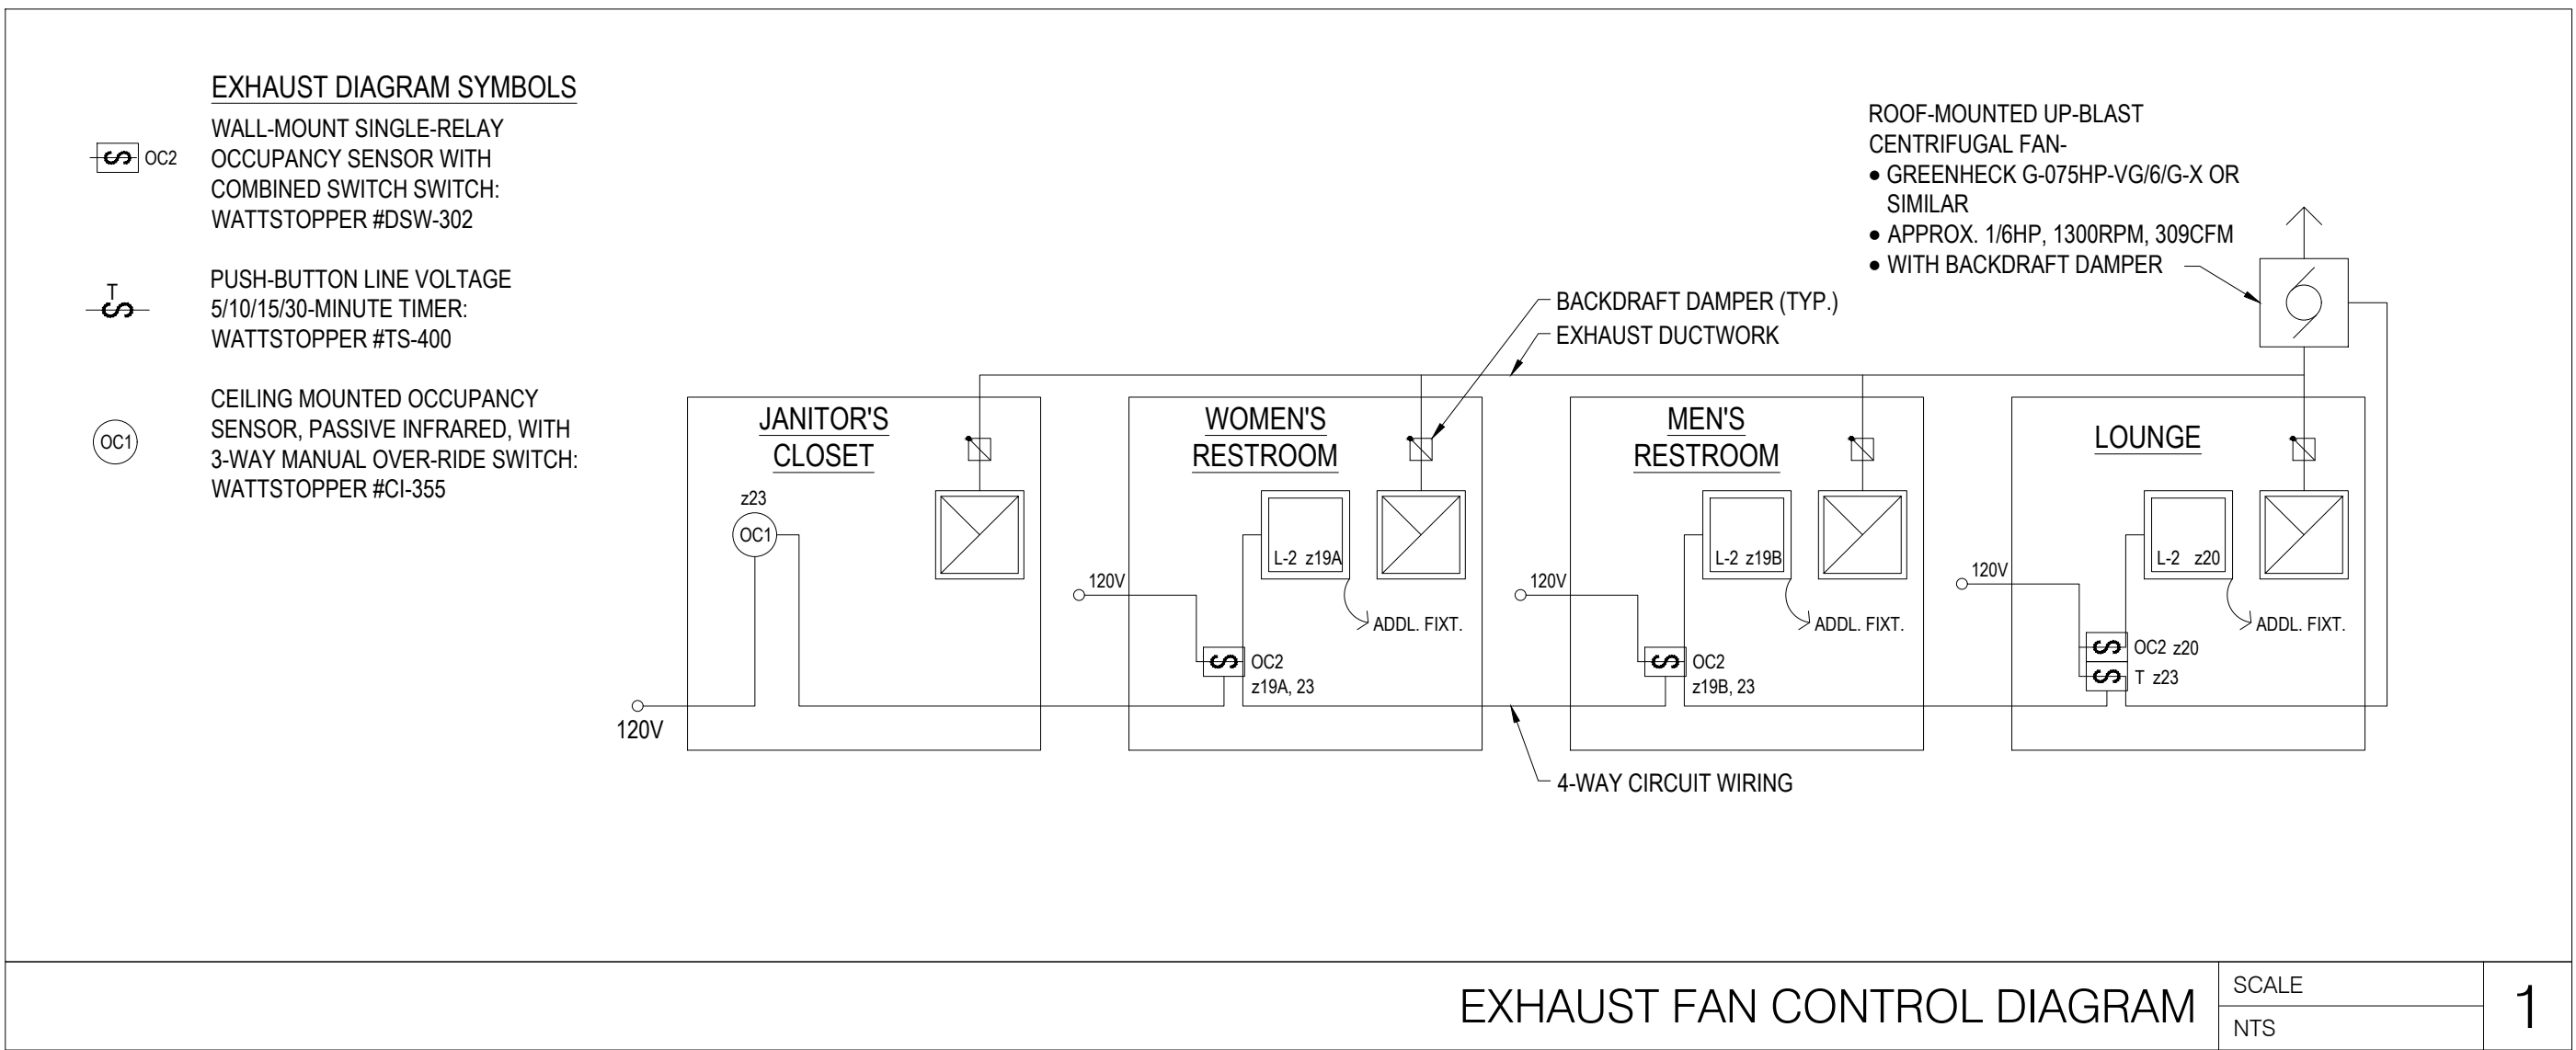 EXHAUST DIAGRAM SYMBOLS
OC2
WALL-MOUNT SINGLE-RELAY
OCCUPANCY SENSOR WITH
COMBINED SWITCH SWITCH:
WATTSTOPPER #DSW-302
T
S
PUSH-BUTTON LINE VOLTAGE
5/10/15/30-MINUTE TIMER:
WATTSTOPPER #TS-400
OC1
CEILING MOUNTED OCCUPANCY
SENSOR, PASSIVE INFRARED, WITH
3-WAY MANUAL OVER-RIDE SWITCH:
WATTSTOPPER #CI-355
ROOF-MOUNTED UP-BLAST
CENTRIFUGAL FAN-
• GREENHECK G-075HP-VG/6/G-X OR
SIMILAR
• APPROX. 1/6HP, 1300RPM, 309CFM
• WITH BACKDRAFT DAMPER
BACKDRAFT DAMPER (TYP.)
EXHAUST DUCTWORK
JANITOR'S
CLOSET
z23
OC1
120V
WOMEN'S
RESTROOM
L-2 z19A
120V
ADDL. FIXT.
S OC2
z19A, 23
MEN'S
RESTROOM
L-2 z19B
120V
ADDL. FIXT.
S OC2
z19B, 23
LOUNGE
L-2 z20
120V
ADDL. FIXT.
S OC2 z20
S T z23
4-WAY CIRCUIT WIRING
EXHAUST FAN CONTROL DIAGRAM
SCALE
NTS
1